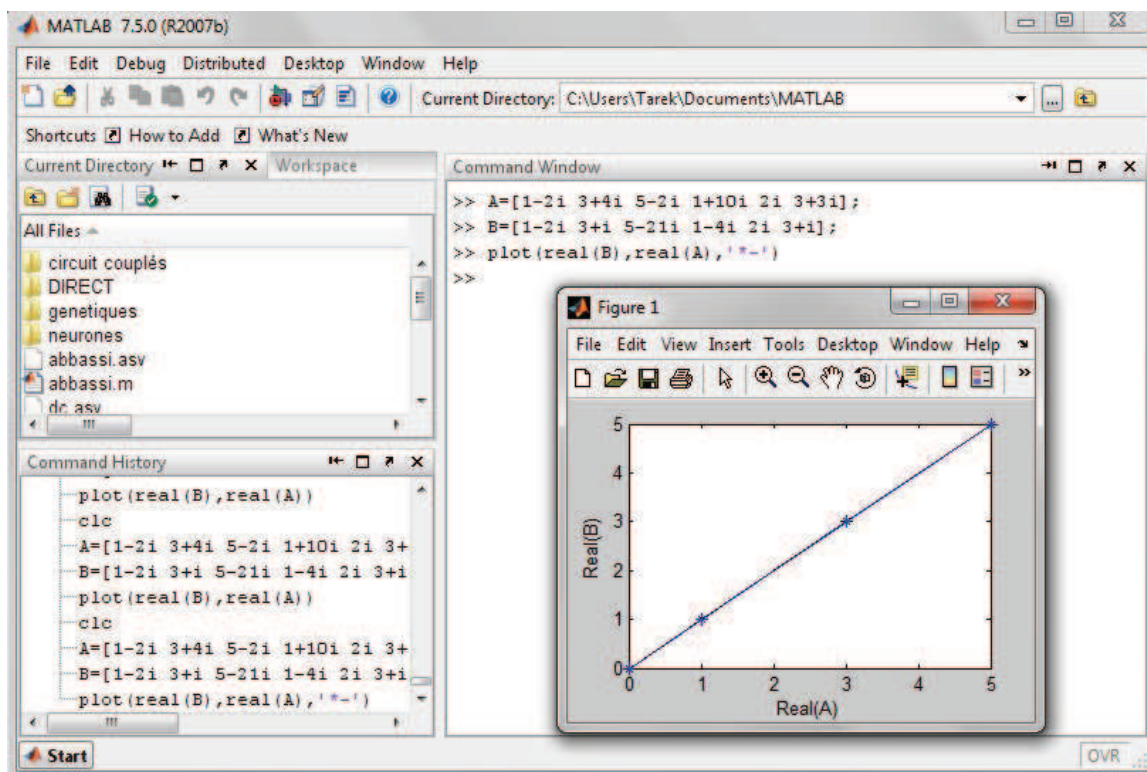 MATLAB 7.5.0 (R2007b)
File Edit Debug Distributed Desktop Window Help
Current Directory: C:\Users\Tarek\Documents\MATLAB
Shortcuts How to Add What's New
Current Directory Workspace
All Files
circuit couplés
DIRECT
genetiques
neurones
abbassi.asv
abbassi.m
dc.asv
Command History
plot(real(B),real(A))
clc
A=[1-2i 3+4i 5-2i 1+10i 2i 3+
B=[1-2i 3+i 5-21i 1-4i 2i 3+i
plot(real(B),real(A))
clc
A=[1-2i 3+4i 5-2i 1+10i 2i 3+
B=[1-2i 3+i 5-21i 1-4i 2i 3+i
plot(real(B),real(A),'*-')
Command Window
>> A=[1-2i 3+4i 5-2i 1+10i 2i 3+3i];
>> B=[1-2i 3+i 5-21i 1-4i 2i 3+i];
>> plot(real(B),real(A),'*-')
>>
Figure 1
File Edit View Insert Tools Desktop Window Help
5
4
3
2
1
0
Real(B)
0 1 2 3 4 5
Real(A)
Start
OVR